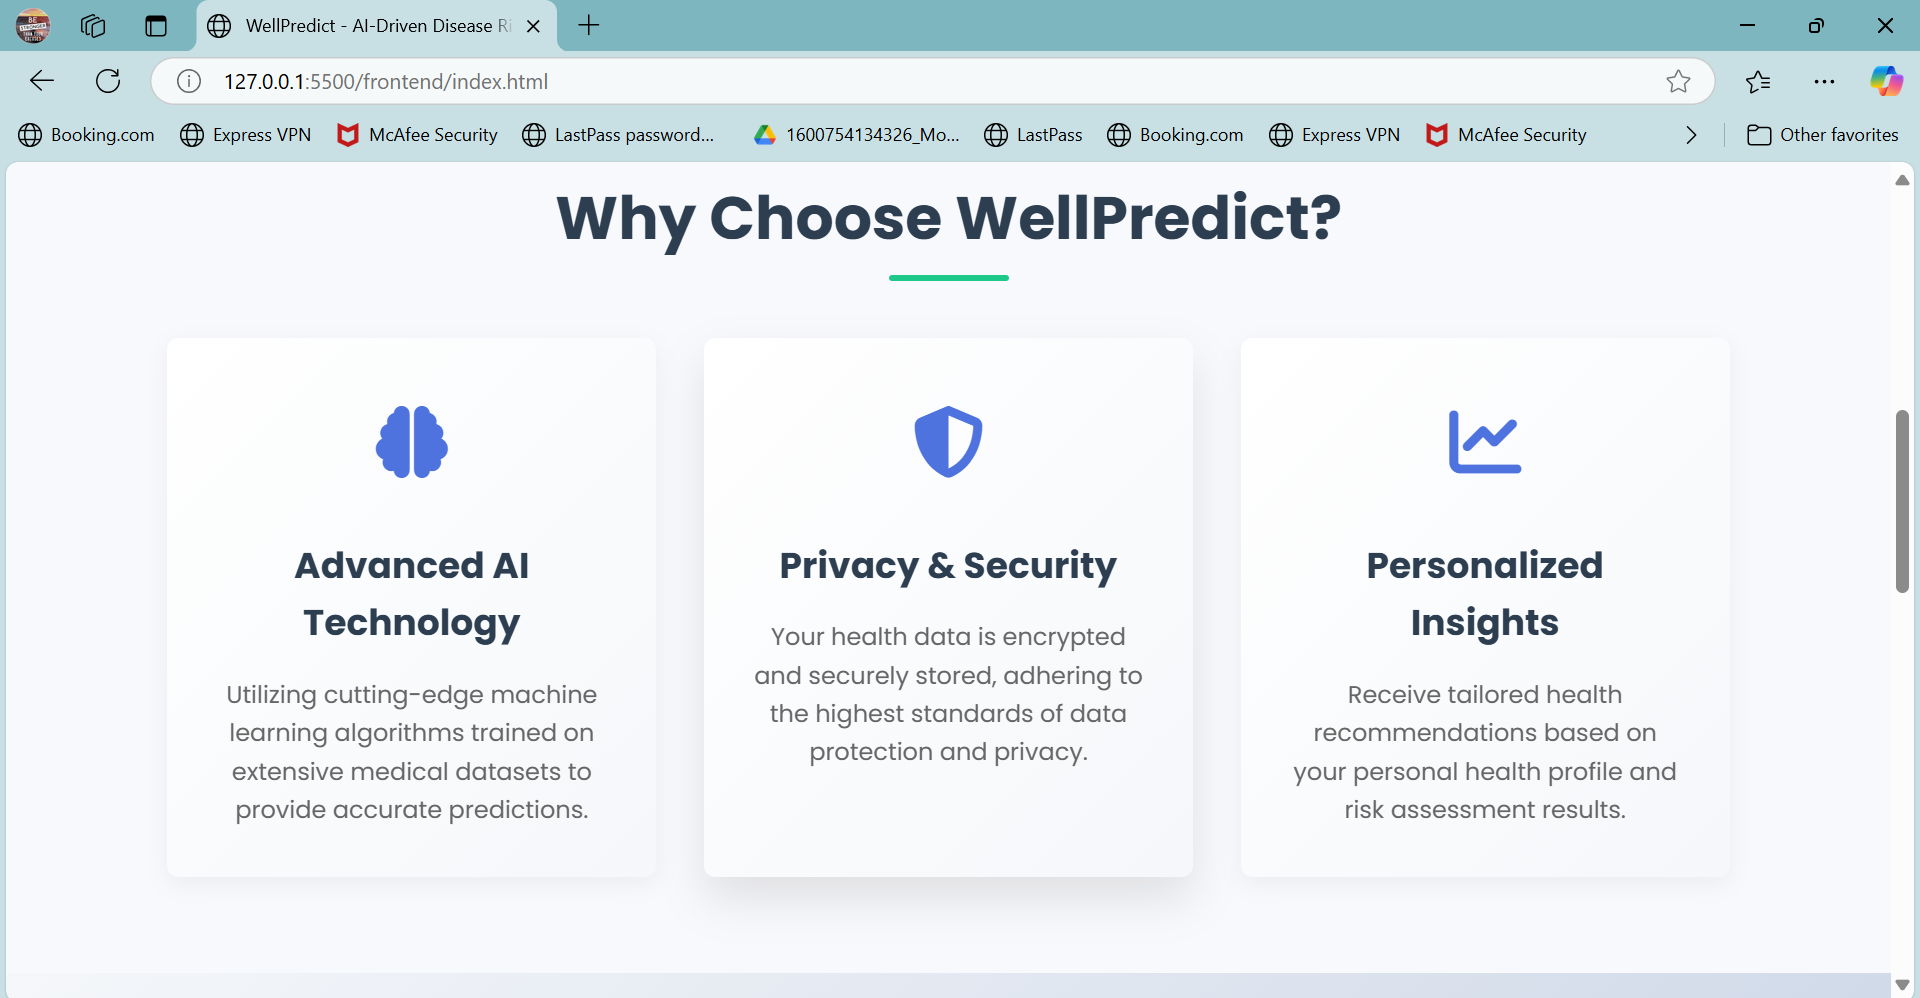 WellPredict - AI-Driven Disease Ri
127.0.0.1:5500/frontend/index.html
Booking.com
Express VPN
McAfee Security
LastPass password...
1600754134326_Mo...
LastPass
Booking.com
Express VPN
McAfee Security
Other favorites
Why Choose WellPredict?
Advanced AI
Technology
Utilizing cutting-edge machine
learning algorithms trained on
extensive medical datasets to
provide accurate predictions.
Privacy & Security
Your health data is encrypted
and securely stored, adhering to
the highest standards of data
protection and privacy.
Personalized
Insights
Receive tailored health
recommendations based on
your personal health profile and
risk assessment results.